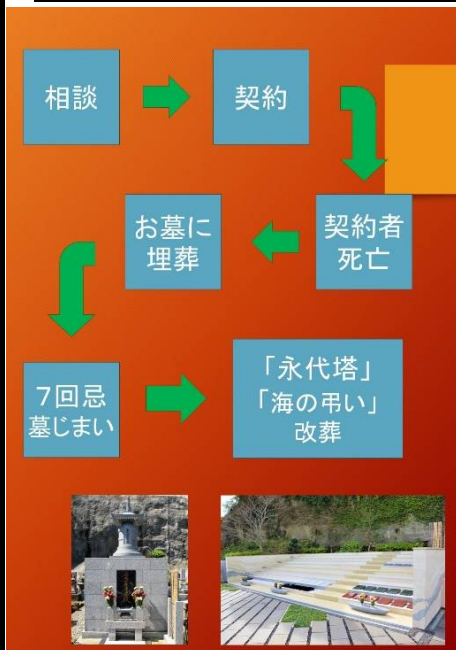 相談
契約
契約者
死亡
お墓に
埋葬
7回忌
墓じまい
「永代塔」
「海の弔い」
改葬